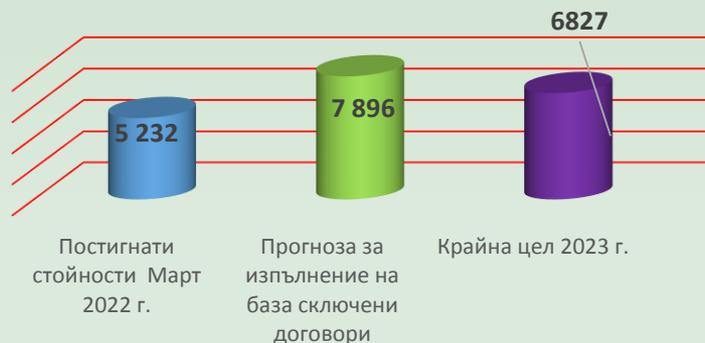 6827
7 896
5 232
Постигнати
стойности Март
2022 г.
Прогноза за
изпълнение на
база сключени
договори
Крайна цел 2023 г.